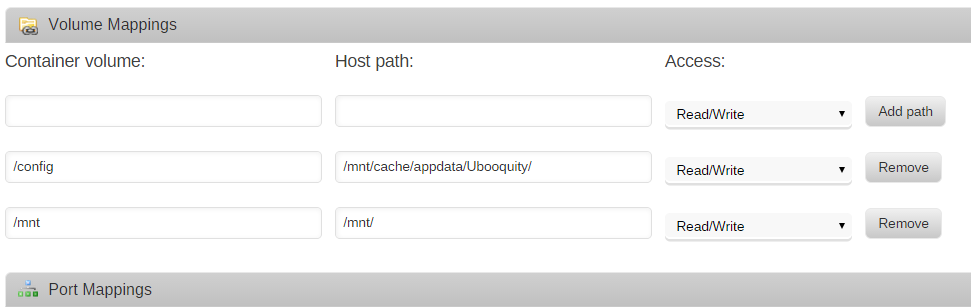 Volume Mappings
Container volume: Host path: Access:
Read/Write Add path
/config /mnt/cache/appdata/Ubooquity/ Read/Write Remove
/mnt /mnt/ Read/Write Remove
Port Mappings